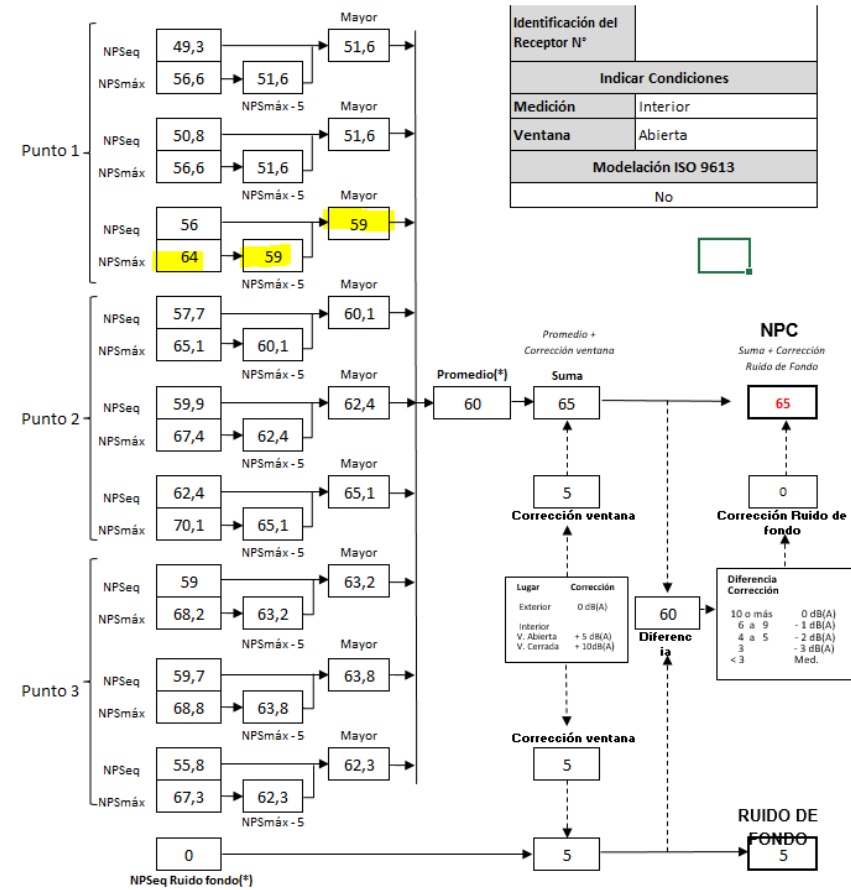 Identificación del
Receptor N°
Indicar Condiciones
Medición Interior
Ventana Abierta
Modelación ISO 9613
No
Punto 1
Mayor
NPSeq 49,3 51,6
NPSmáx 56,6 51,6
NPSmáx - 5 Mayor
NPSeq 50,8 51,6
NPSmáx 56,6 51,6
NPSmáx - 5 Mayor
NPSeq 56 59
NPSmáx 64 59
NPSmáx - 5 Mayor
Punto 2
NPSeq 57,7 60,1
NPSmáx 65,1 60,1
NPSmáx - 5 Mayor
NPSeq 59,9 62,4
NPSmáx 67,4 62,4
NPSmáx - 5 Mayor
NPSeq 62,4 65,1
NPSmáx 70,1 65,1
NPSmáx - 5 Mayor
Punto 3
NPSeq 59 63,2
NPSmáx 68,2 63,2
NPSmáx - 5 Mayor
NPSeq 59,7 63,8
NPSmáx 68,8 63,8
NPSmáx - 5 Mayor
NPSeq 55,8 62,3
NPSmáx 67,3 62,3
NPSmáx - 5
0
NPSeq Ruido fondo(*)
Promedio(*)
60
Promedio +
Corrección ventana
Suma
65
5
Corrección ventana
Lugar Corrección
Exterior 0 dB(A)
Interior
V. Abierta + 5 dB(A)
V. Cerrada + 10dB(A)
Corrección ventana
5
5
60
Diferenc
ia
NPC
Suma + Corrección
Ruido de Fondo
65
0
Corrección Ruido de
fondo
Diferencia
Corrección
10 o más 0 dB(A)
6 a 9 - 1 dB(A)
4 a 5 - 2 dB(A)
3 - 3 dB(A)
< 3 Med.
RUIDO DE
FONDO
5